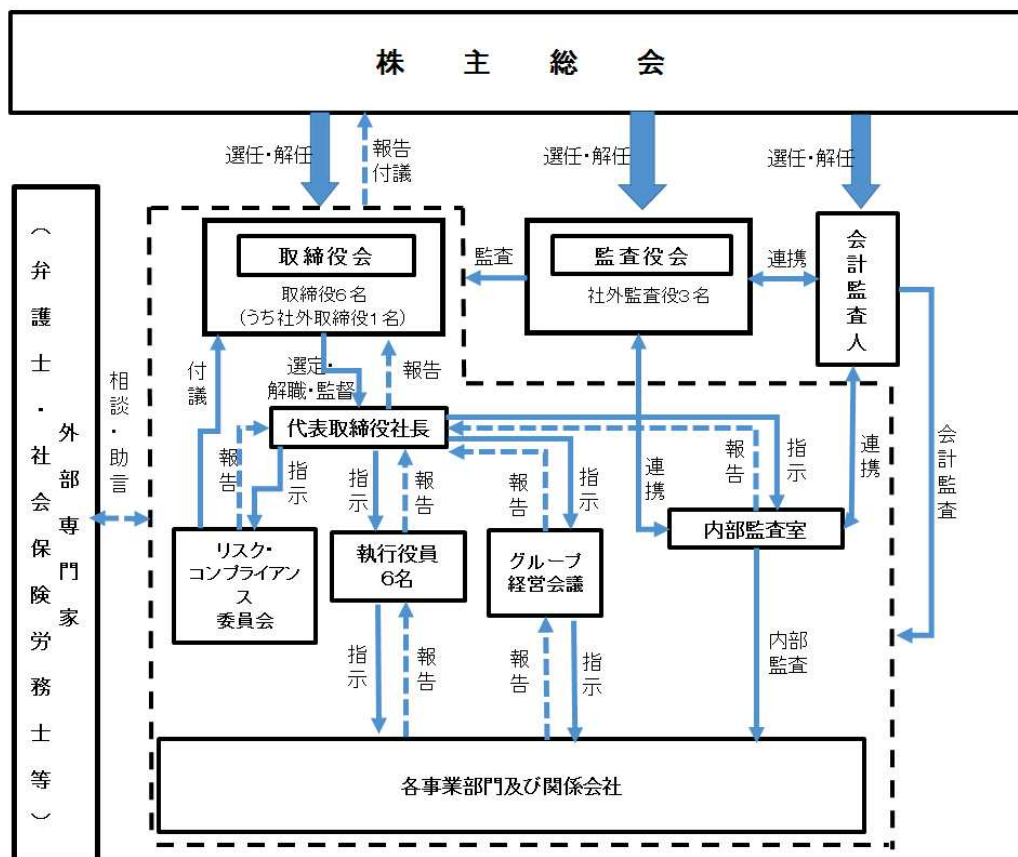 株主総会
選任・解任
報告
付議
選任・解任
選任・解任
取締役会
取締役6名
(うち社外取締役1名)
監査
監査役会
社外監査役3名
連携
会計監査人
付議
選定・
解職・監督
報告
代表取締役社長
報告
指示
指示
報告
報告
指示
連携
報告
指示
連携
会計監査
外部専門家
(弁護士・社会保険労務士等)
相談・助言
リスク・
コンプライアン
ス
委員会
執行役員
6名
グループ
経営会議
内部監査室
指示
報告
報告
指示
内部
監査
各事業部門及び関係会社